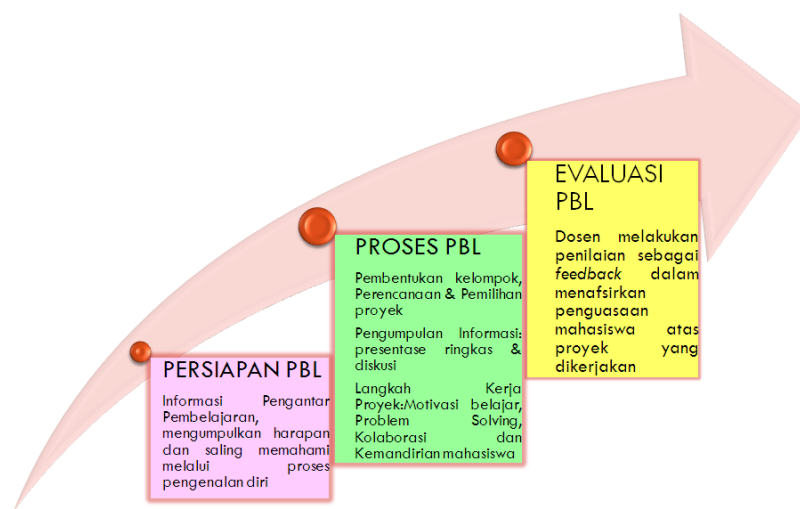 PERSIAPAN PBL
Informasi Pengantar
Pembelajaran,
mengumpulkan harapan
dan saling memahami
melalui proses
pengenalan diri
PROSES PBL
Pembentukan kelompok,
Perencanaan & Pemilihan
proyek
Pengumpulan Informasi:
presentase ringkas &
diskusi
Langkah Kerja
Proyek:Motivasi belajar,
Problem Solving,
Kolaborasi dan
Kemandirian mahasiswa
EVALUASI
PBL
Dosen melakukan
penilaian sebagai
feedback dalam
menafsirkan
penguasaan
mahasiswa atas
proyek yang
dikerjakan